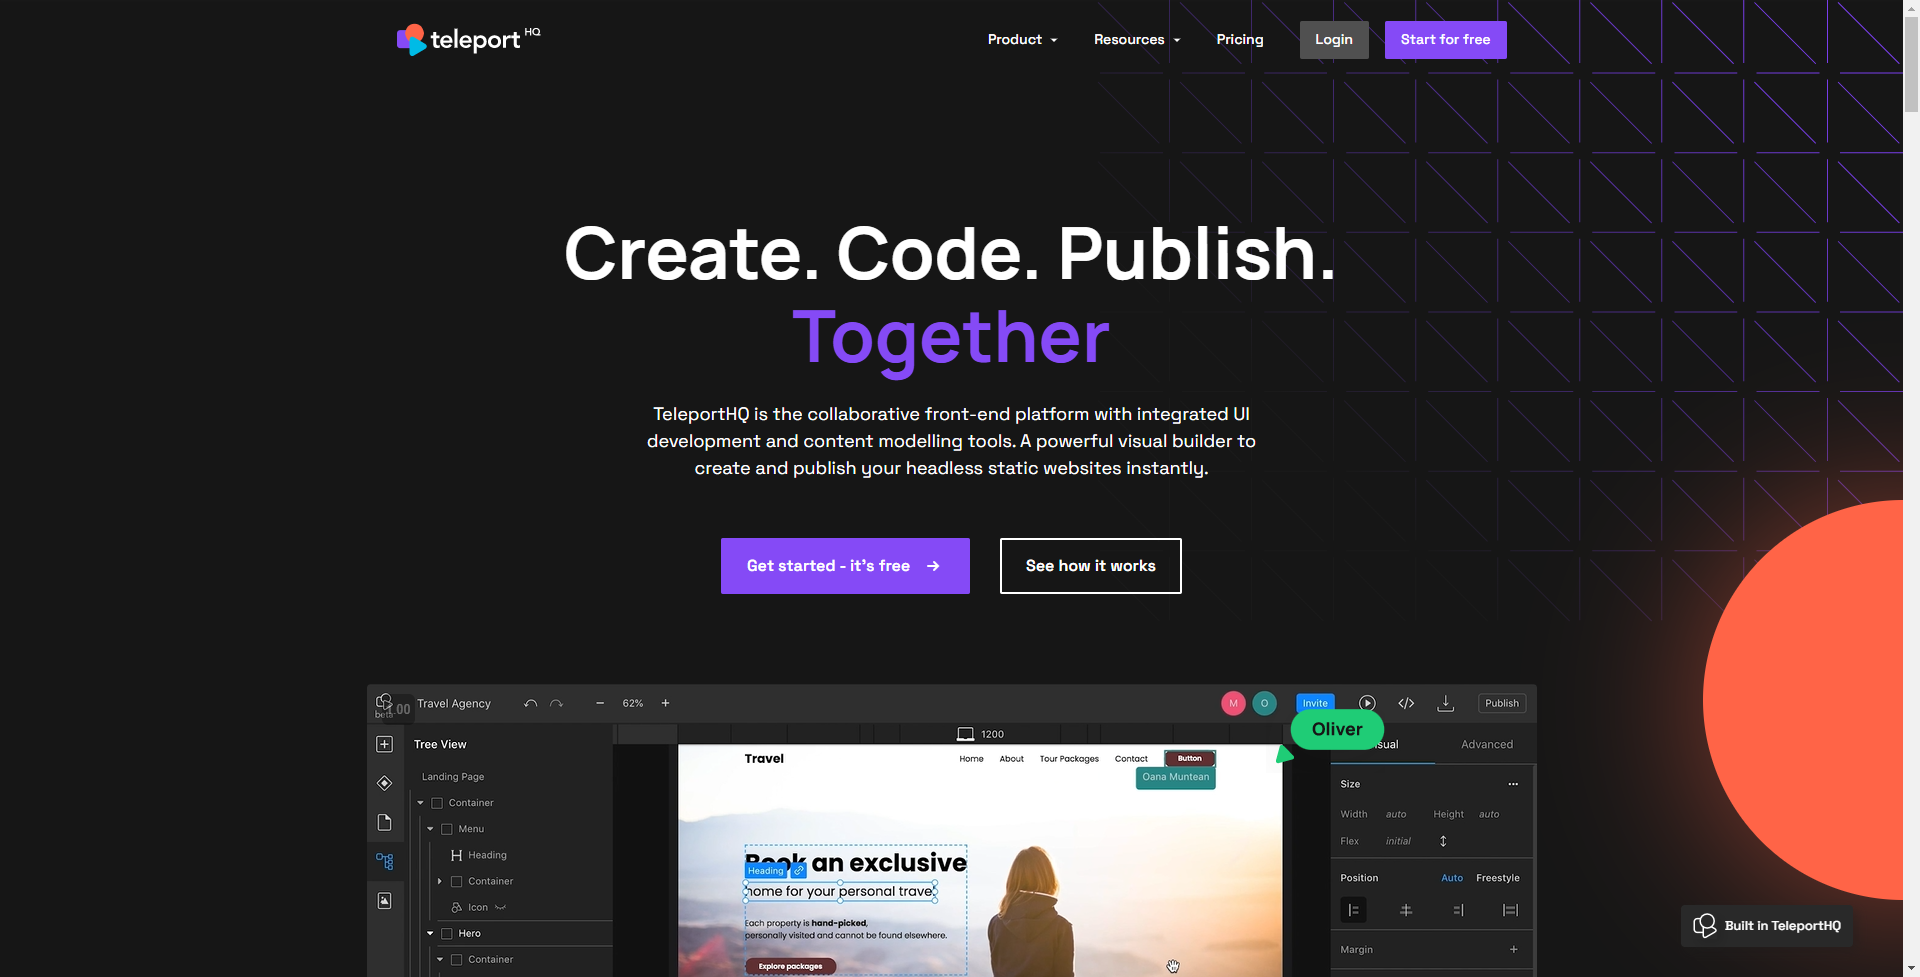 teleport HQ
Product
Resources
Pricing
Login
Start for free
Create. Code. Publish.
Together
TeleportHQ is the collaborative front-end platform with integrated UI
development and content modelling tools. A powerful visual builder to
create and publish your headless static websites instantly.
Get started - it's free →
See how it works
beta
1.00
Travel Agency
62%
M
O
Invite
Publish
Oliver
Tree View
1200
Advanced
Landing Page
Container
Menu
Heading
Container
Icon
Hero
Container
Travel
Home
About
Tour Packages
Contact
Button
Oana Muntean
Book an exclusive
Heading
home for your personal travel
Each property is hand-picked,
personally visited and cannot be found elsewhere.
Explore packages
Size
Width auto Height auto
Flex initial
Position Auto Freestyle
Margin
Built in TeleportHQ